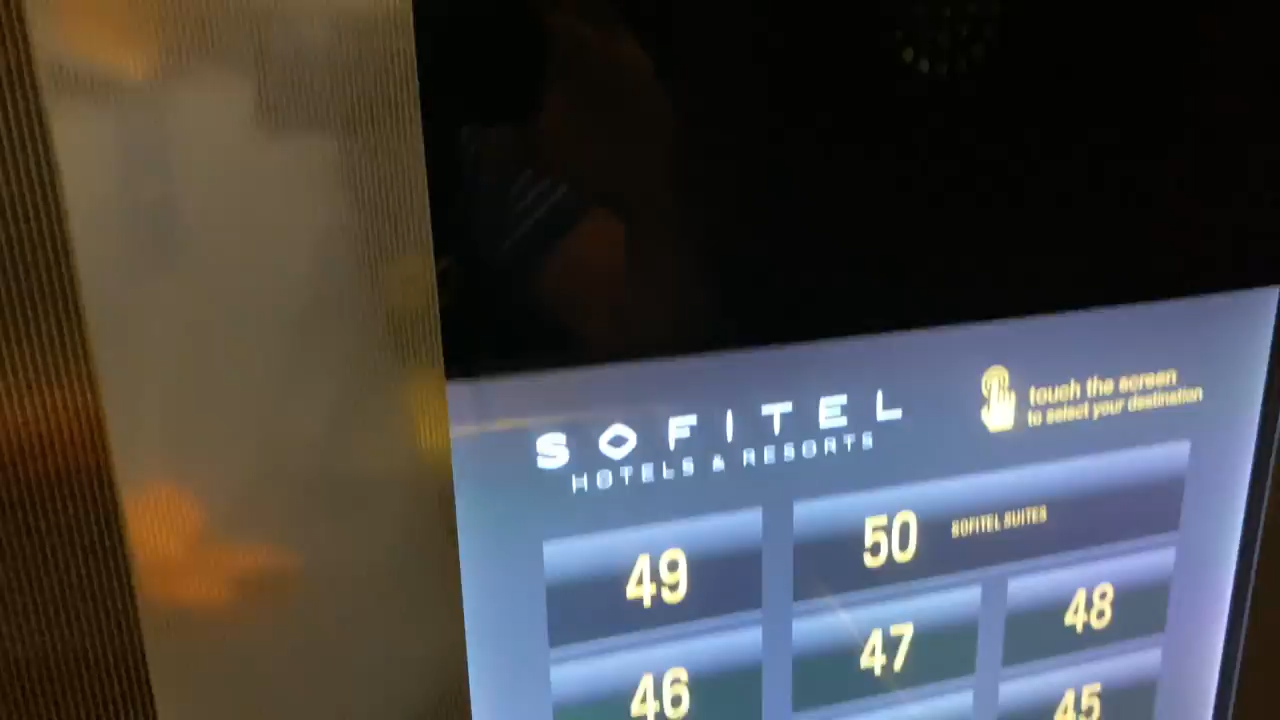 SOFITEL
HOTELS & RESORTS
touch the screen
to select your destination
49
50 SOFITEL SUITES
46
47
48
45